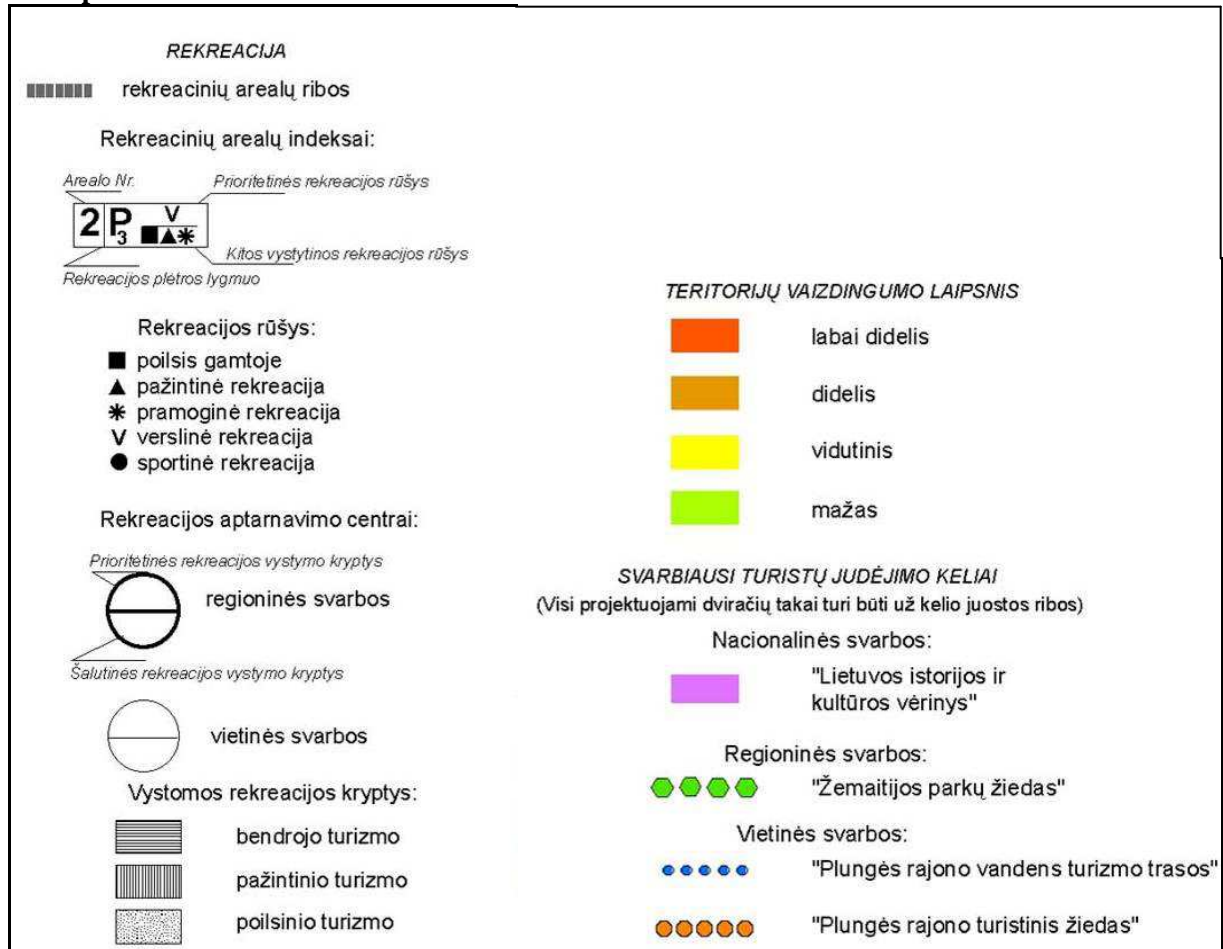 REKREACIJA
rekreacinių arealų ribos
Rekreacinių arealų indeksai:
Arealo Nr.
Prioritetinės rekreacijos rūšys
2 P3 V
Kitos vystytinos rekreacijos rūšys
Rekreacijos plėtros lygmuo
Rekreacijos rūšys:
poilsis gamtoje
pažintinė rekreacija
pramoginė rekreacija
V verslinė rekreacija
sportinė rekreacija
Rekreacijos aptarnavimo centrai:
Prioritetinės rekreacijos vystymo kryptys
regioninės svarbos
Šalutinės rekreacijos vystymo kryptys
vietinės svarbos
Vystomos rekreacijos kryptys:
bendrojo turizmo
pažintinio turizmo
poilsinio turizmo
TERITORIJŲ VAIZDINGUMO LAIPSNIS
labai didelis
didelis
vidutinis
mažas
SVARBIAUSI TURISTŲ JUDĖJIMO KELIAI
(Visi projektuojami dviračių takai turi būti už kelio juostos ribos)
Nacionalinės svarbos:
"Lietuvos istorijos ir
kultūros vėrinys"
Regioninės svarbos:
"Žemaitijos parkų žiedas"
Vietinės svarbos:
"Plungės rajono vandens turizmo trasos"
"Plungės rajono turistinis žiedas"